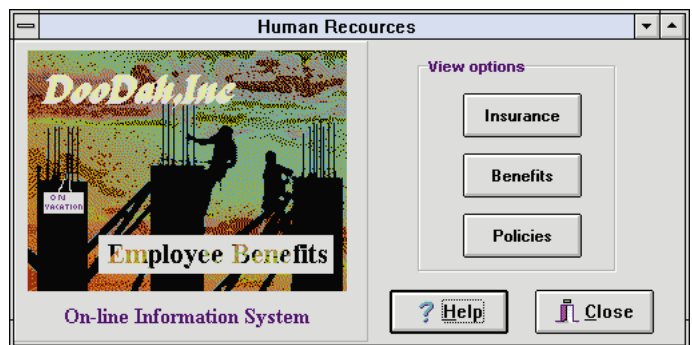 Human Recources
DooDah,Inc
ON
VACATION
Employee Benefits
On-line Information System
View options
Insurance
Benefits
Policies
? Help
Close